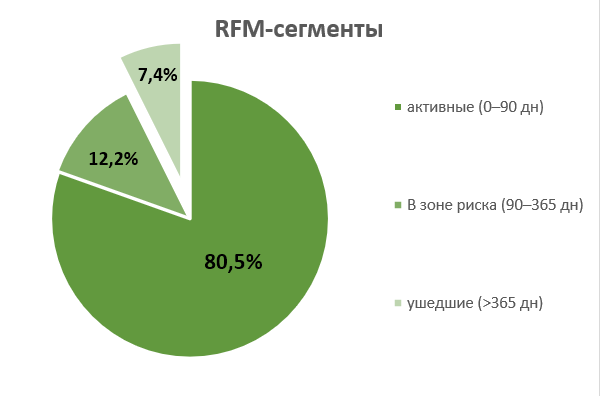 RFM-сегменты
7,4%
12,2%
80,5%
активные (0–90 дн)
В зоне риска (90–365 дн)
ушедшие (>365 дн)